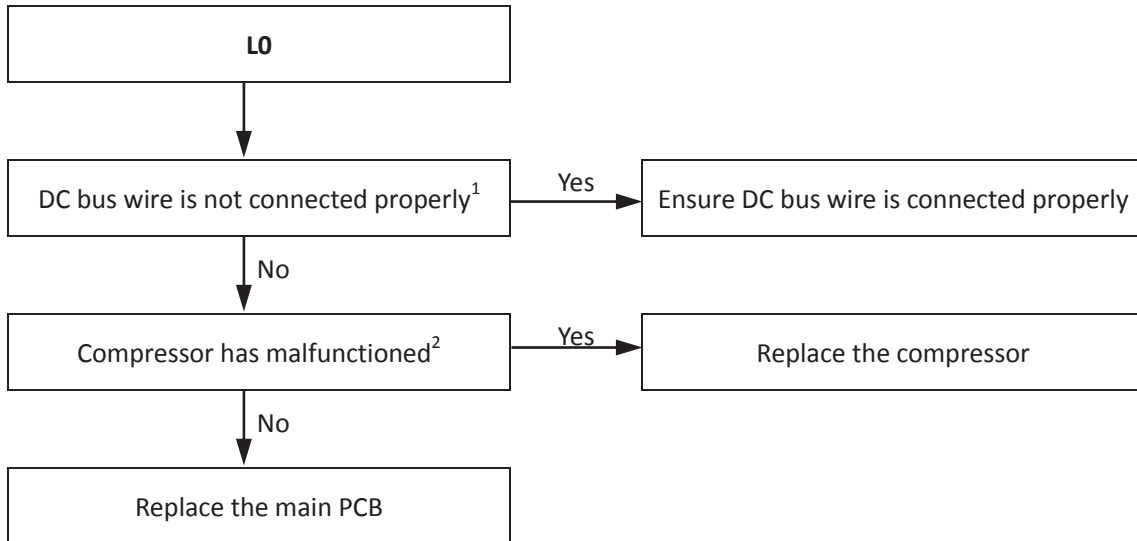 L0
DC bus wire is not connected properly1
Yes
Ensure DC bus wire is connected properly
No
Compressor has malfunctioned2
Yes
Replace the compressor
No
Replace the main PCB